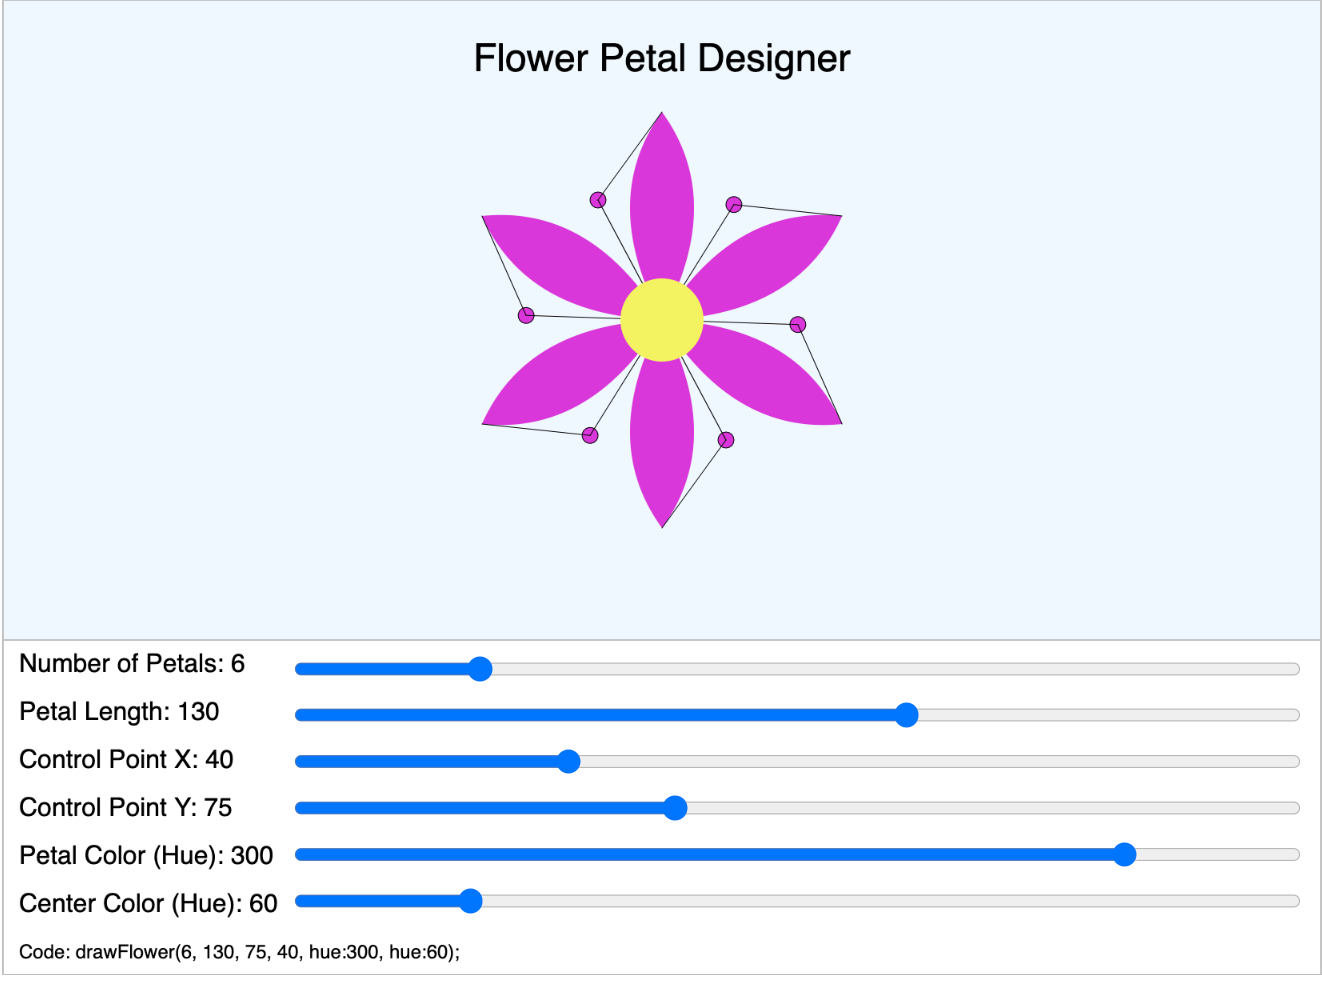 Flower Petal Designer
Number of Petals: 6
Petal Length: 130
Control Point X: 40
Control Point Y: 75
Petal Color (Hue): 300
Center Color (Hue): 60
Code: drawFlower(6, 130, 75, 40, hue:300, hue:60);